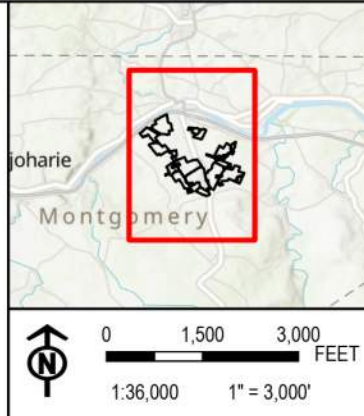 joharie
Montgomery
N
0 1,500 3,000
FEET
1:36,000 1" = 3,000'